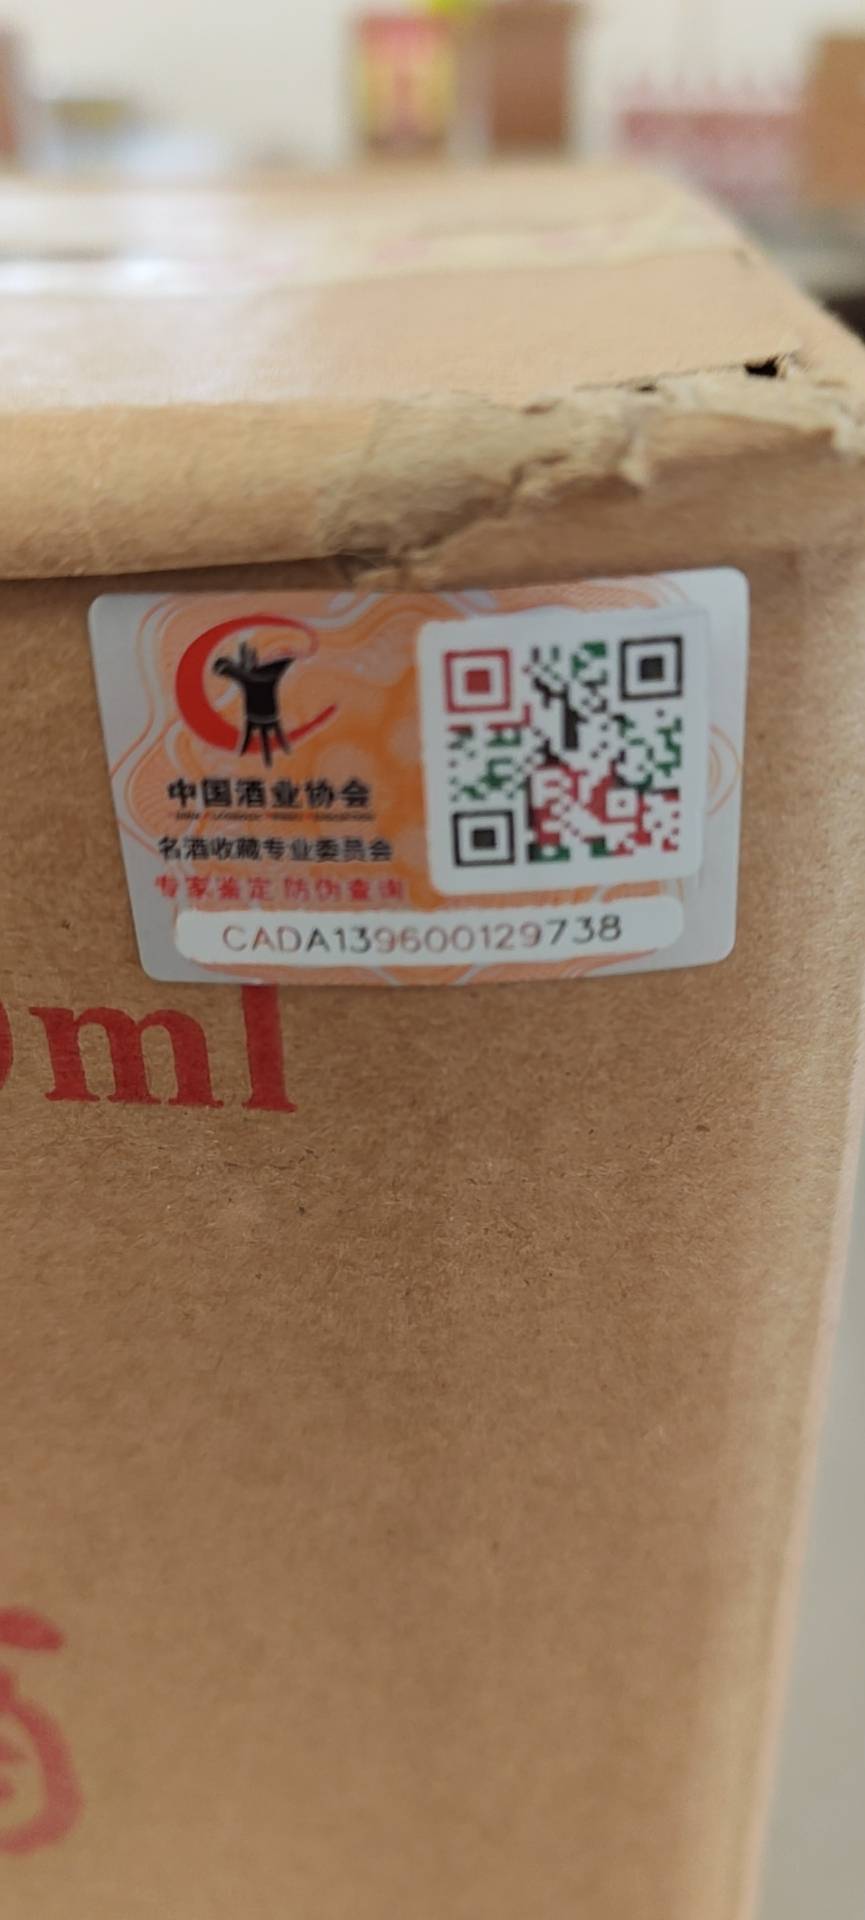 中国酒业协会
名酒收藏专业委员会
专家鉴定 防伪查询
CADA139600129738
ml